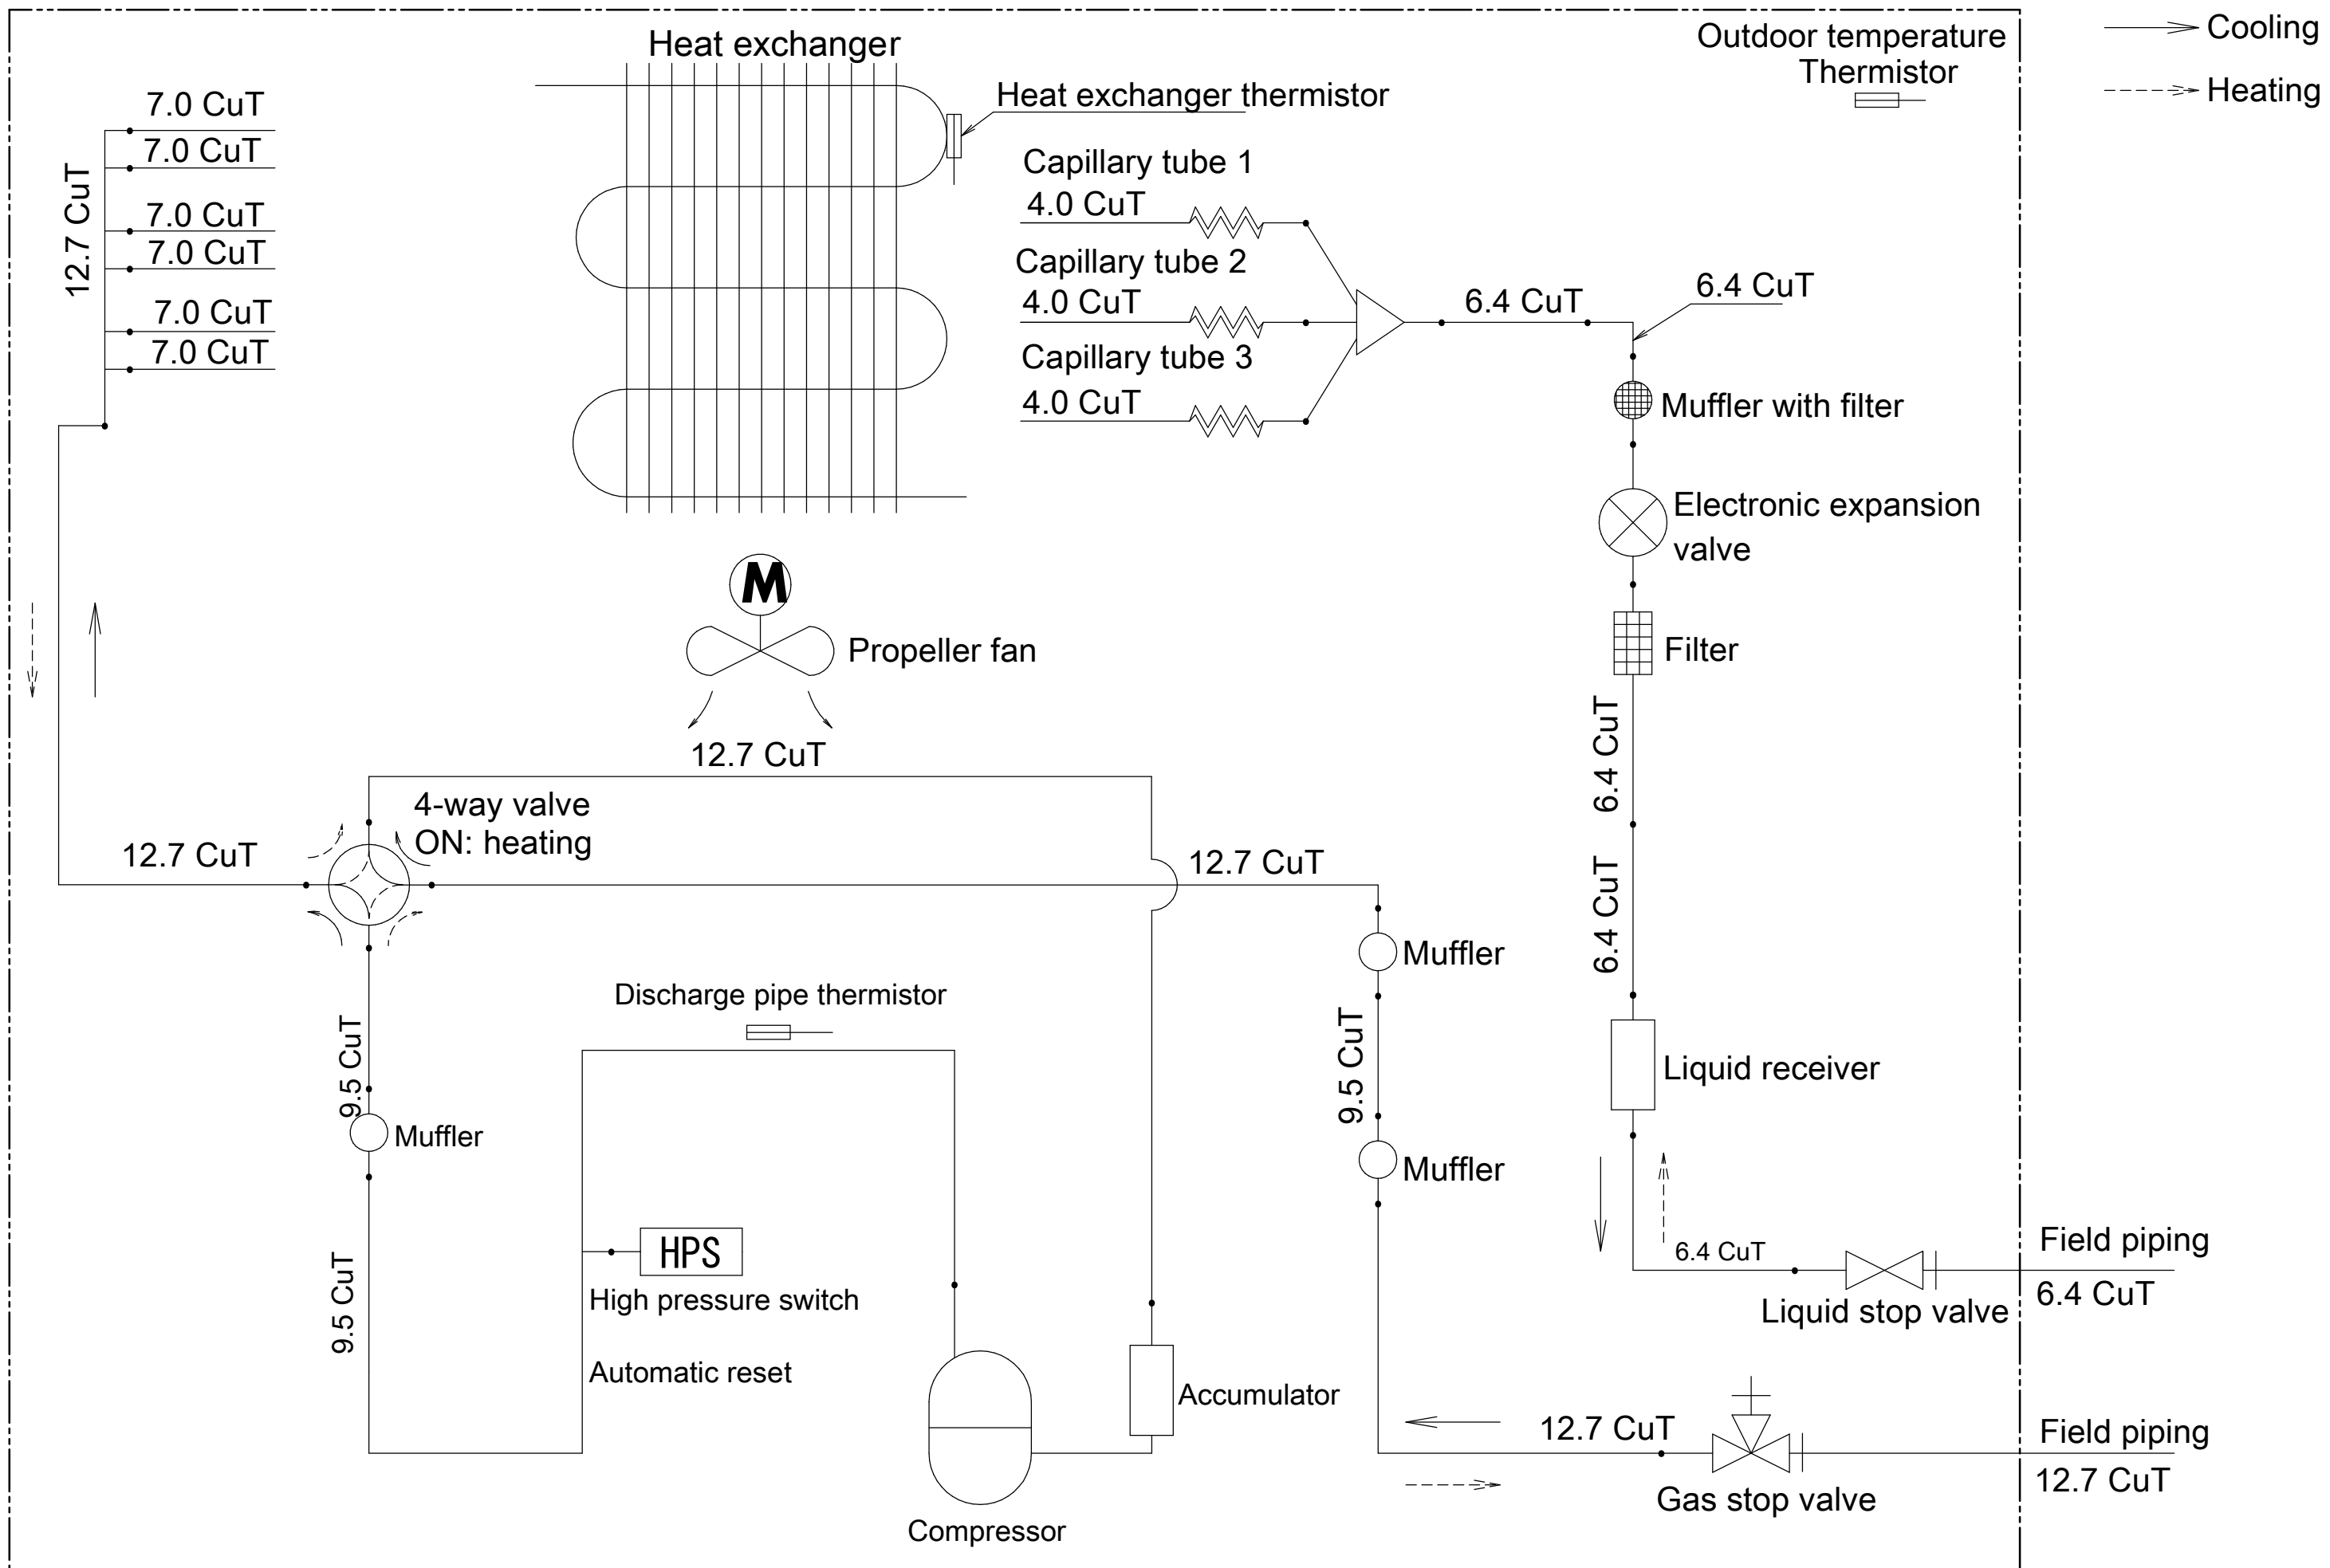 Heat exchanger
Outdoor temperature
Thermistor
Cooling
Heating
7.0 CuT
7.0 CuT
7.0 CuT
7.0 CuT
7.0 CuT
7.0 CuT
12.7 CuT
Heat exchanger thermistor
Capillary tube 1
4.0 CuT
Capillary tube 2
4.0 CuT
Capillary tube 3
4.0 CuT
6.4 CuT
6.4 CuT
Muffler with filter
Electronic expansion
valve
Filter
M
Propeller fan
12.7 CuT
4-way valve
ON: heating
12.7 CuT
12.7 CuT
6.4 CuT
6.4 CuT
Muffler
Discharge pipe thermistor
9.5 CuT
Muffler
9.5 CuT
Muffler
Liquid receiver
HPS
High pressure switch
Automatic reset
9.5 CuT
Compressor
Accumulator
6.4 CuT
Liquid stop valve
Field piping
6.4 CuT
12.7 CuT
Gas stop valve
Field piping
12.7 CuT